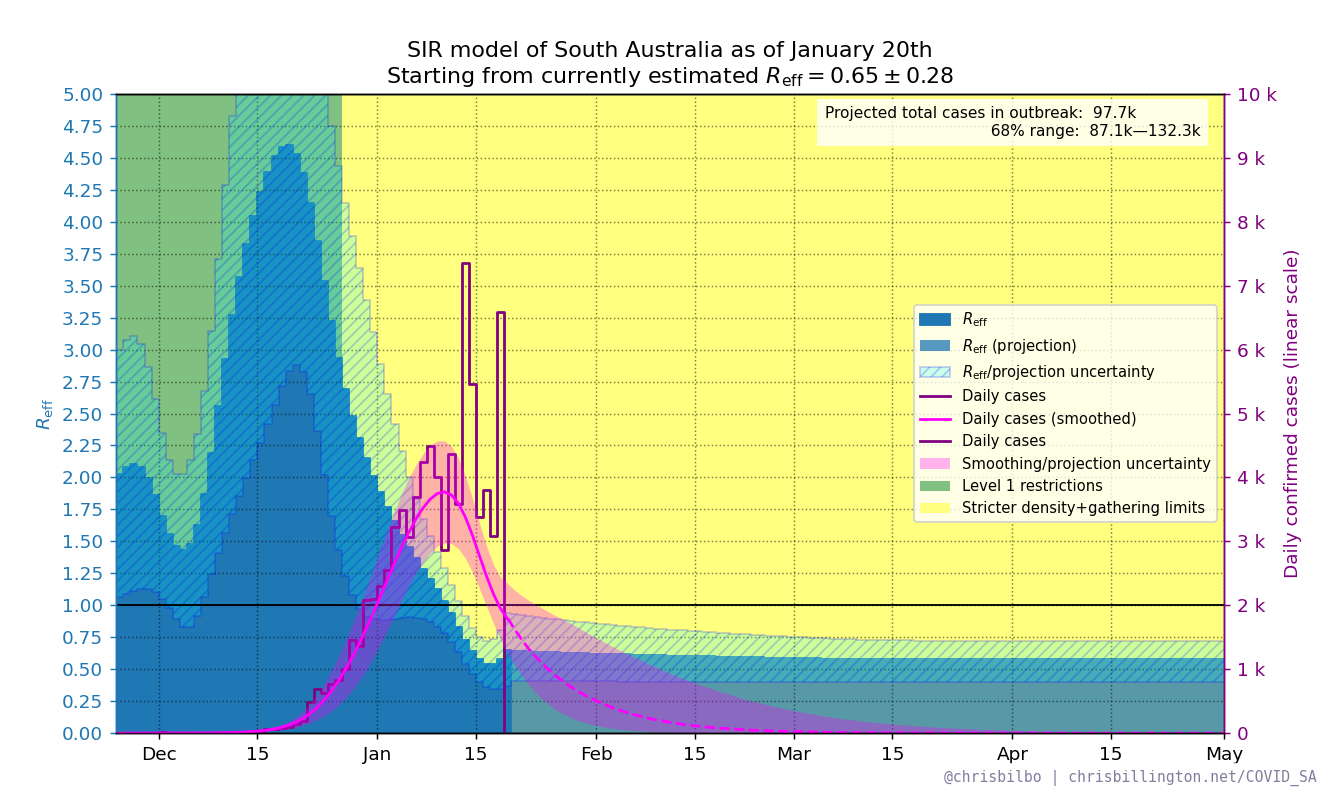 SIR model of South Australia as of January 20th
Starting from currently estimated R_eff = 0.65 ± 0.28
Projected total cases in outbreak: 97.7k
68% range: 87.1k—132.3k
5.00
4.75
4.50
4.25
4.00
3.75
3.50
3.25
3.00
2.75
2.50
2.25
2.00
1.75
1.50
1.25
1.00
0.75
0.50
0.25
0.00
R_eff
10 k
9 k
8 k
7 k
6 k
5 k
4 k
3 k
2 k
1 k
0
Daily confirmed cases (linear scale)
R_eff
R_eff (projection)
R_eff/projection uncertainty
Daily cases
Daily cases (smoothed)
Daily cases
Smoothing/projection uncertainty
Level 1 restrictions
Stricter density+gathering limits
Dec 15 Jan 15 Feb 15 Mar 15 Apr 15 May
@chrisbilbo | chrisbillington.net/COVID_SA